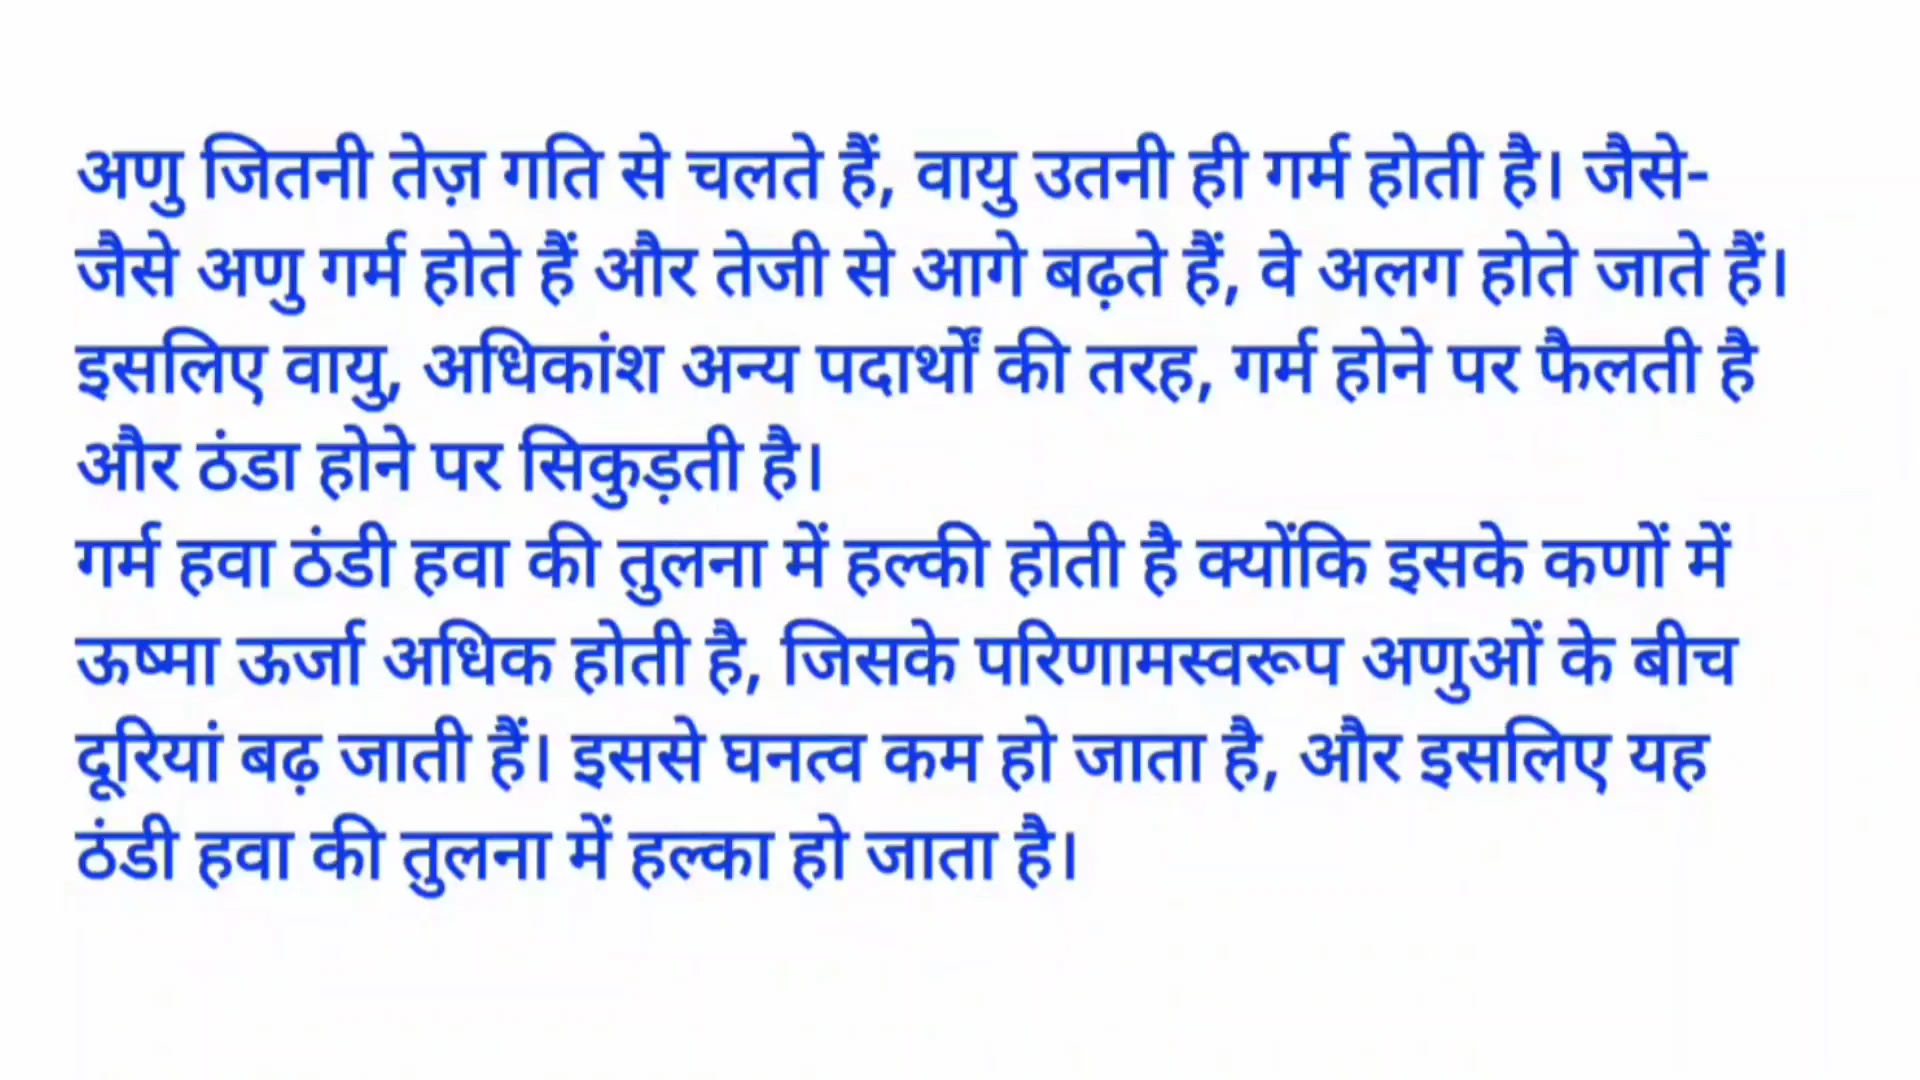 अणु जितनी तेज़ गति से चलते हैं, वायु उतनी ही गर्म होती है। जैसे-
जैसे अणु गर्म होते हैं और तेजी से आगे बढ़ते हैं, वे अलग होते जाते हैं।
इसलिए वायु, अधिकांश अन्य पदार्थों की तरह, गर्म होने पर फैलती है
और ठंडा होने पर सिकुड़ती है।
गर्म हवा ठंडी हवा की तुलना में हल्की होती है क्योंकि इसके कणों में
ऊष्मा ऊर्जा अधिक होती है, जिसके परिणामस्वरूप अणुओं के बीच
दूरियां बढ़ जाती हैं। इससे घनत्व कम हो जाता है, और इसलिए यह
ठंडी हवा की तुलना में हल्का हो जाता है।